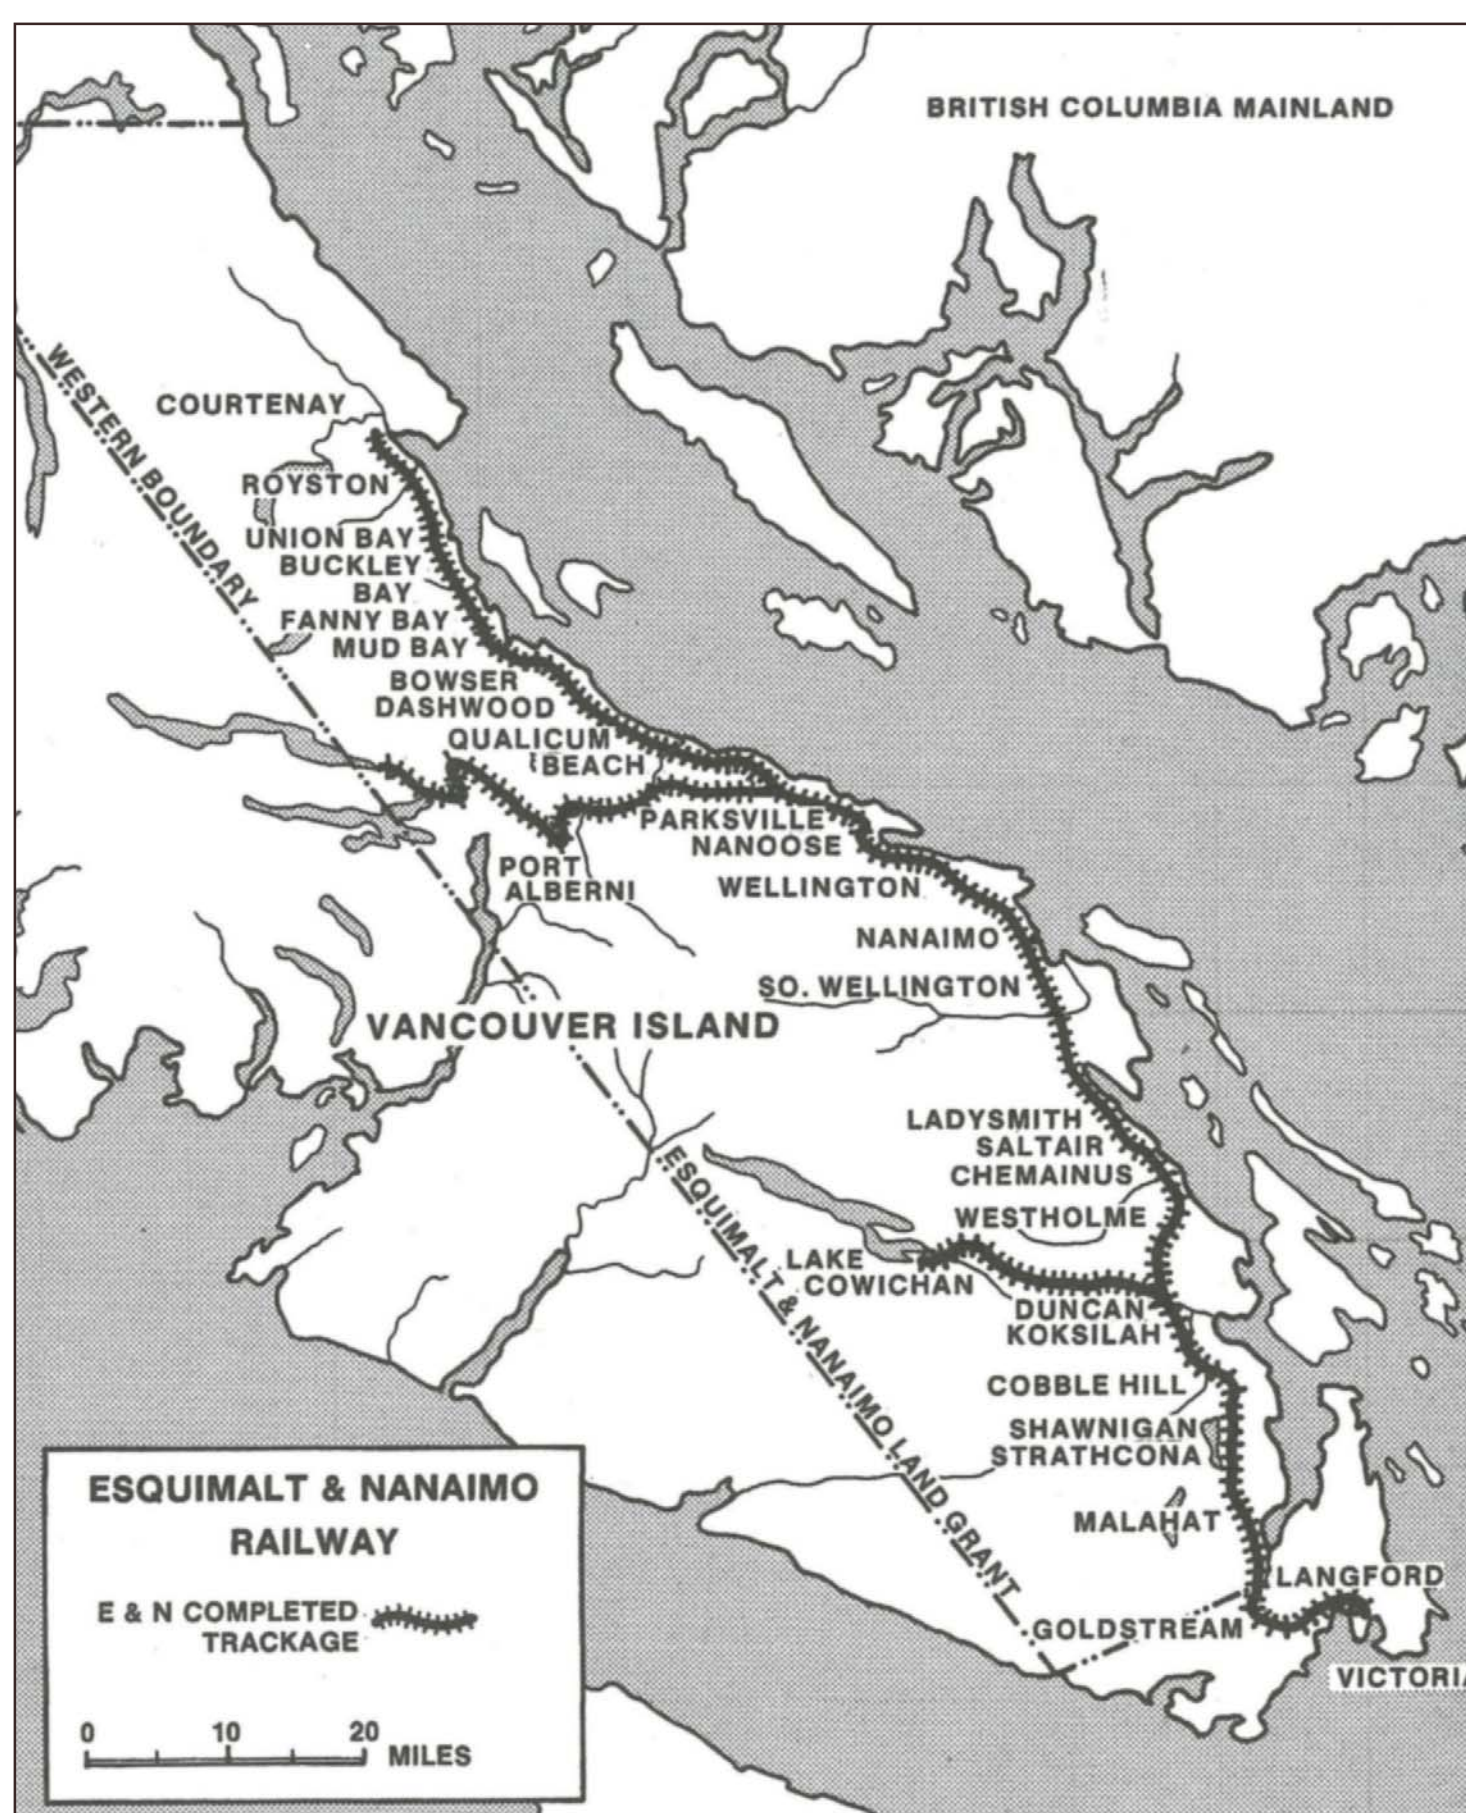 BRITISH COLUMBIA MAINLAND
WESTERN BOUNDARY
COURTENAY
ROYSTON
UNION BAY
BUCKLEY
BAY
FANNY BAY
MUD BAY
BOWSER
DASHWOOD
QUALICUM
BEACH
PARKSVILLE
NANOOSE
PORT
ALBERNI
WELLINGTON
NANAIMO
SO. WELLINGTON
VANCOUVER ISLAND
LADYSMITH
SALTAIR
CHEMAINUS
WESTHOLME
ESQUIMALT & NANAIMO LAND GRANT
LAKE
COWICHAN
DUNCAN
KOKSILAH
COBBLE HILL
SHAWNIGAN
STRATHCONA
MALAHAT
LANGFORD
GOLDSTREAM
VICTORIA
ESQUIMALT & NANAIMO
RAILWAY
E & N COMPLETED
TRACKAGE
0 10 20
MILES